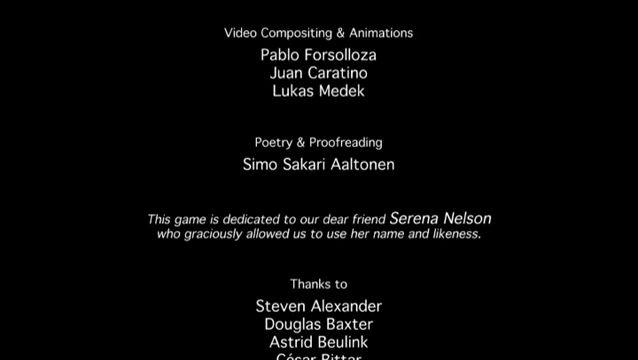 Video Compositing & Animations
Pablo Forsolloza
Juan Caratino
Lukas Medek
Poetry & Proofreading
Simo Sakari Aaltonen
This game is dedicated to our dear friend Serena Nelson
who graciously allowed us to use her name and likeness.
Thanks to
Steven Alexander
Douglas Baxter
Astrid Beulink
César Bittar